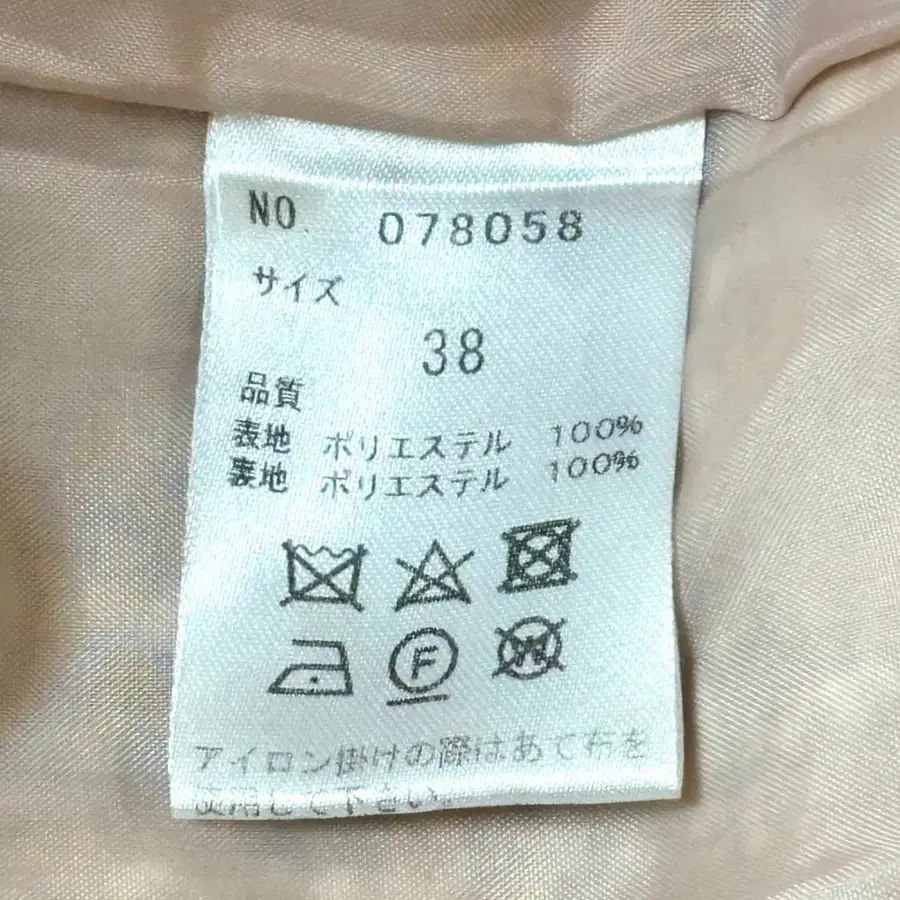 NO. 078058
サイズ
38
品質
表地 ポリエステル 100%
裏地 ポリエステル 100%
F
W
アイロン掛けの際はあて布を
使用して下さい。